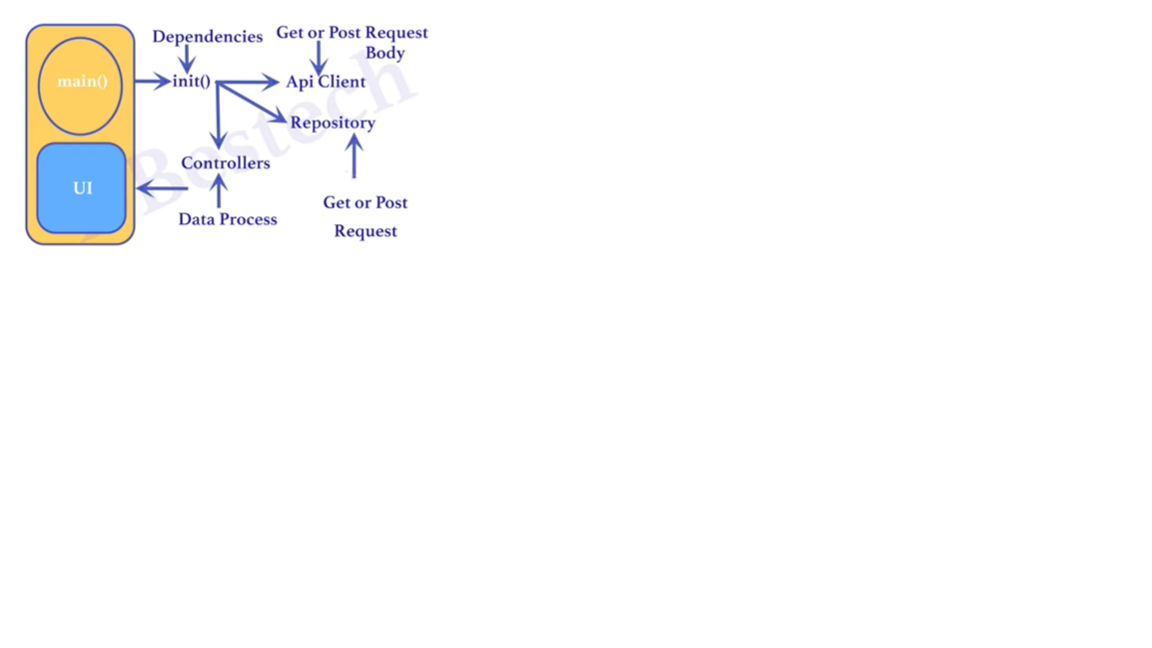 Dependencies
Get or Post Request
Body
main()
init()
Api Client
Repository
Controllers
UI
Data Process
Get or Post
Request
Bestech